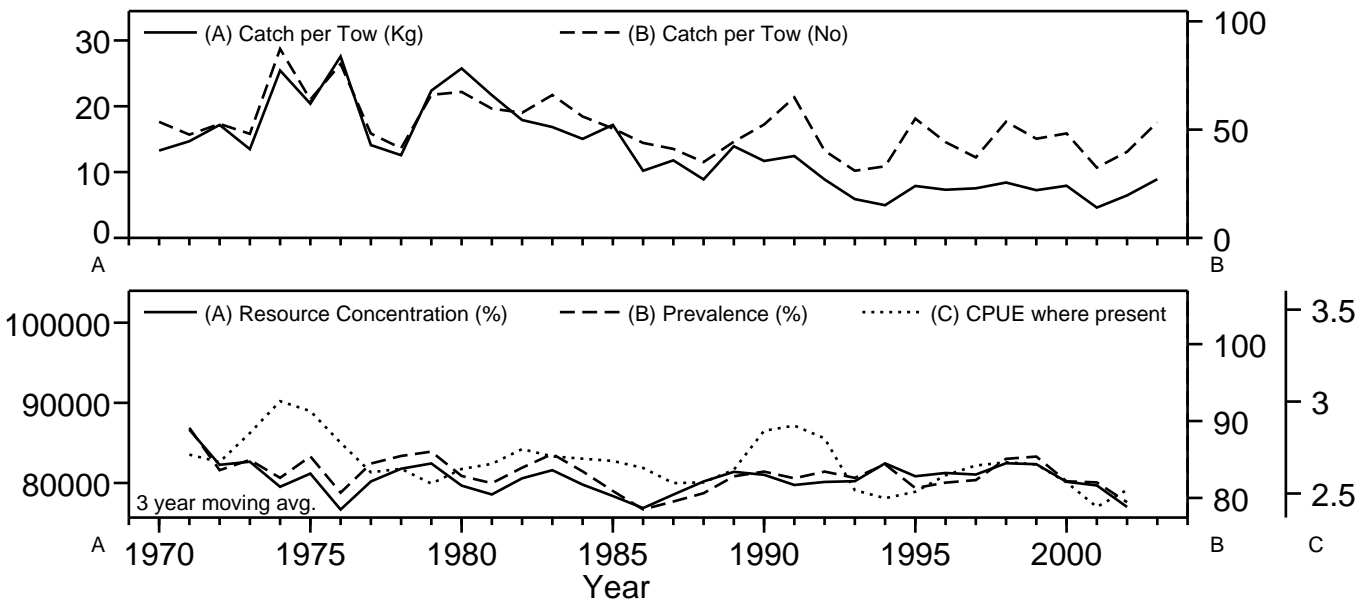 (A) Catch per Tow (Kg) (B) Catch per Tow (No)
30
20
10
0
100
50
0
A B
(A) Resource Concentration (%) (B) Prevalence (%) (C) CPUE where present
100000
90000
80000
100
90
80
3.5
3
2.5
3 year moving avg.
A B C
1970 1975 1980 1985 1990 1995 2000
Year